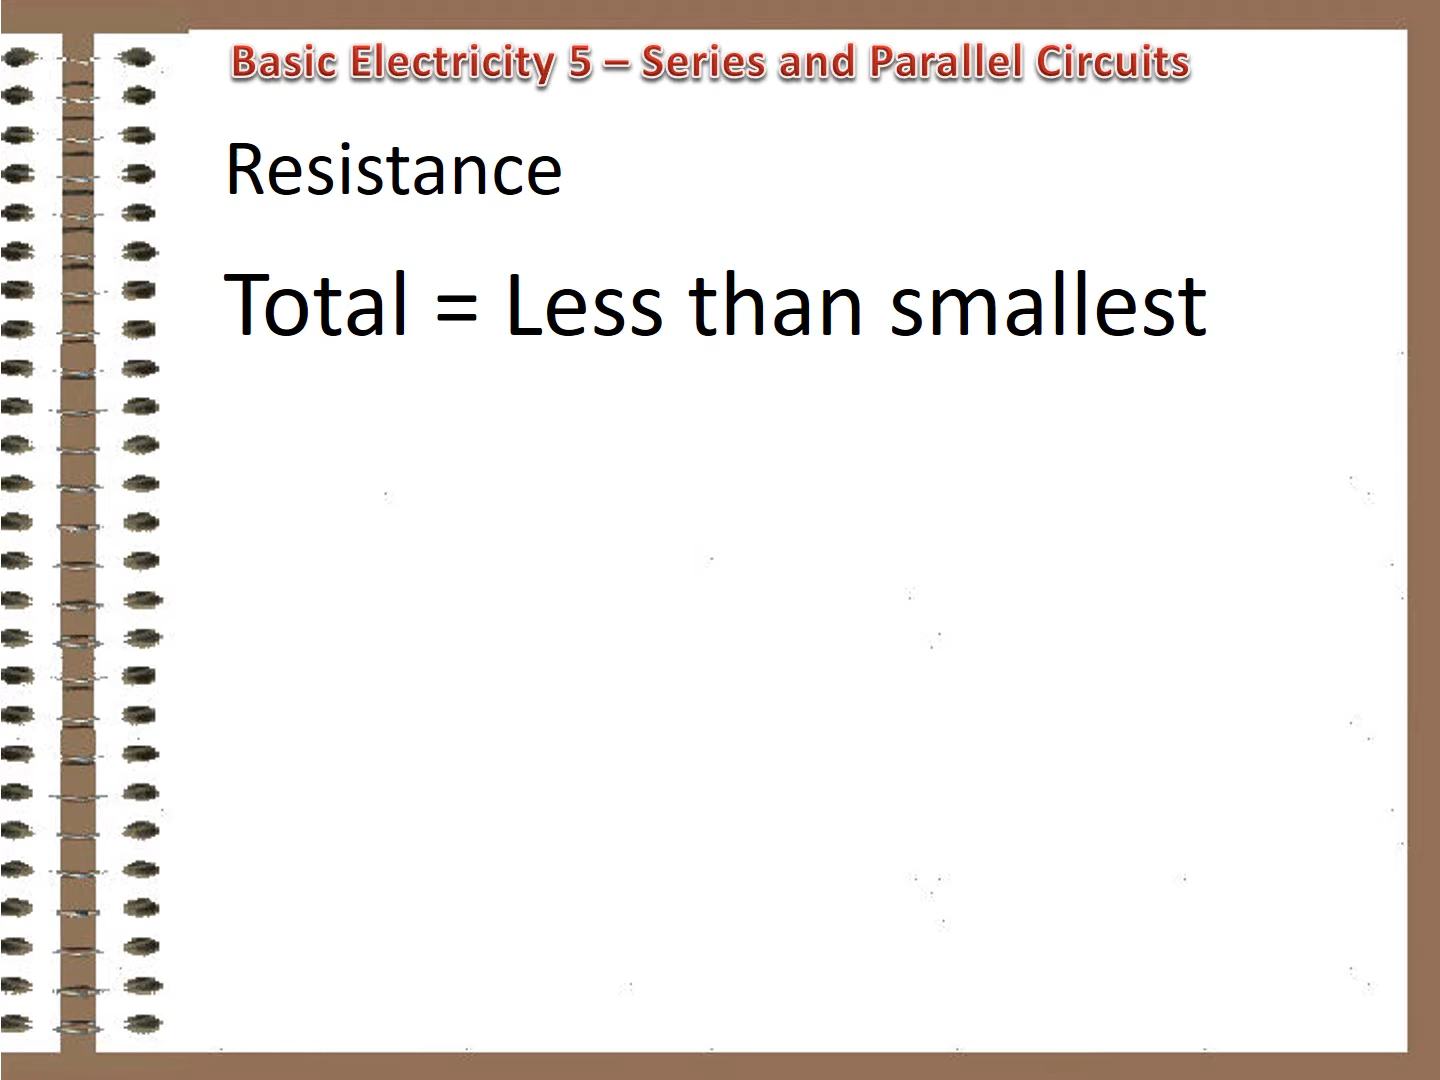 Basic Electricity 5 – Series and Parallel Circuits
Resistance
Total = Less than smallest